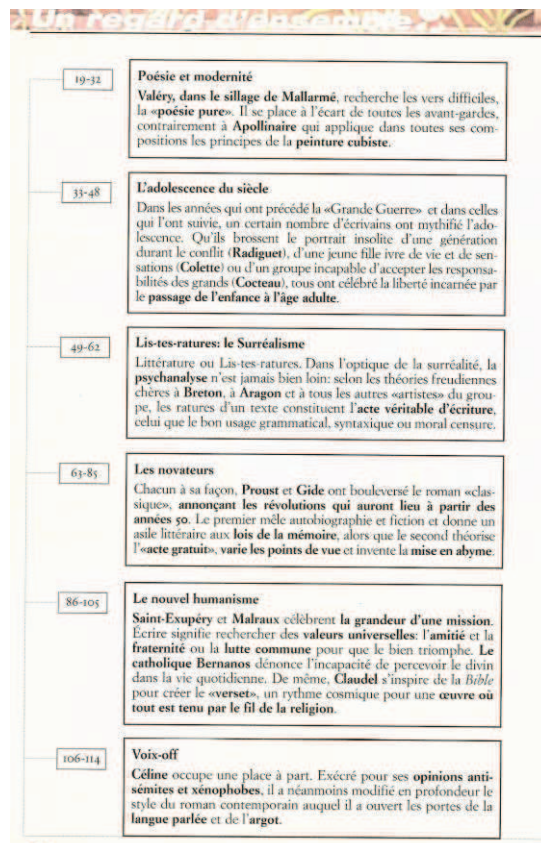 Un regard d'ensemble
19-32
Poésie et modernité
Valéry, dans le sillage de Mallarmé, recherche les vers difficiles,
la «poésie pure». Il se place à l'écart de toutes les avant-gardes,
contrairement à Apollinaire qui applique dans toutes ses com-
positions les principes de la peinture cubiste.
33-48
L'adolescence du siècle
Dans les années qui ont précédé la «Grande Guerre» et dans celles
qui l'ont suivie, un certain nombre d'écrivains ont mythifié l'ado-
lescence. Qu'ils brossent le portrait insolite d'une génération
durant le conflit (Radiguet), d'une jeune fille ivre de vie et de sen-
sations (Colette) ou d'un groupe incapable d'accepter les responsa-
bilités des grands (Cocteau), tous ont célébré la liberté incarnée par
le passage de l'enfance à l'âge adulte.
49-62
Lis-tes-ratures: le Surréalisme
Littérature ou Lis-tes-ratures. Dans l'optique de la surréalité, la
psychanalyse n'est jamais bien loin: selon les théories freudiennes
chères à Breton, à Aragon et à tous les autres «artistes» du grou-
pe, les ratures d'un texte constituent l'acte véritable d'écriture,
celui que le bon usage grammatical, syntaxique ou moral censure.
63-85
Les novateurs
Chacun à sa façon, Proust et Gide ont bouleversé le roman «clas-
sique», annonçant les révolutions qui auront lieu à partir des
années 50. Le premier mêle autobiographie et fiction et donne un
asile littéraire aux lois de la mémoire, alors que le second théorise
l'«acte gratuit», varie les points de vue et invente la mise en abyme.
86-105
Le nouvel humanisme
Saint-Exupéry et Malraux célèbrent la grandeur d'une mission.
Écrire signifie rechercher des valeurs universelles: l'amitié et la
fraternité ou la lutte commune pour que le bien triomphe. Le
catholique Bernanos dénonce l'incapacité de percevoir le divin
dans la vie quotidienne. De même, Claudel s'inspire de la Bible
pour créer le «verset», un rythme cosmique pour une œuvre où
tout est tenu par le fil de la religion.
106-114
Voix-off
Céline occupe une place à part. Exécré pour ses opinions anti-
sémites et xénophobes, il a néanmoins modifié en profondeur le
style du roman contemporain auquel il a ouvert les portes de la
langue parlée et de l'argot.